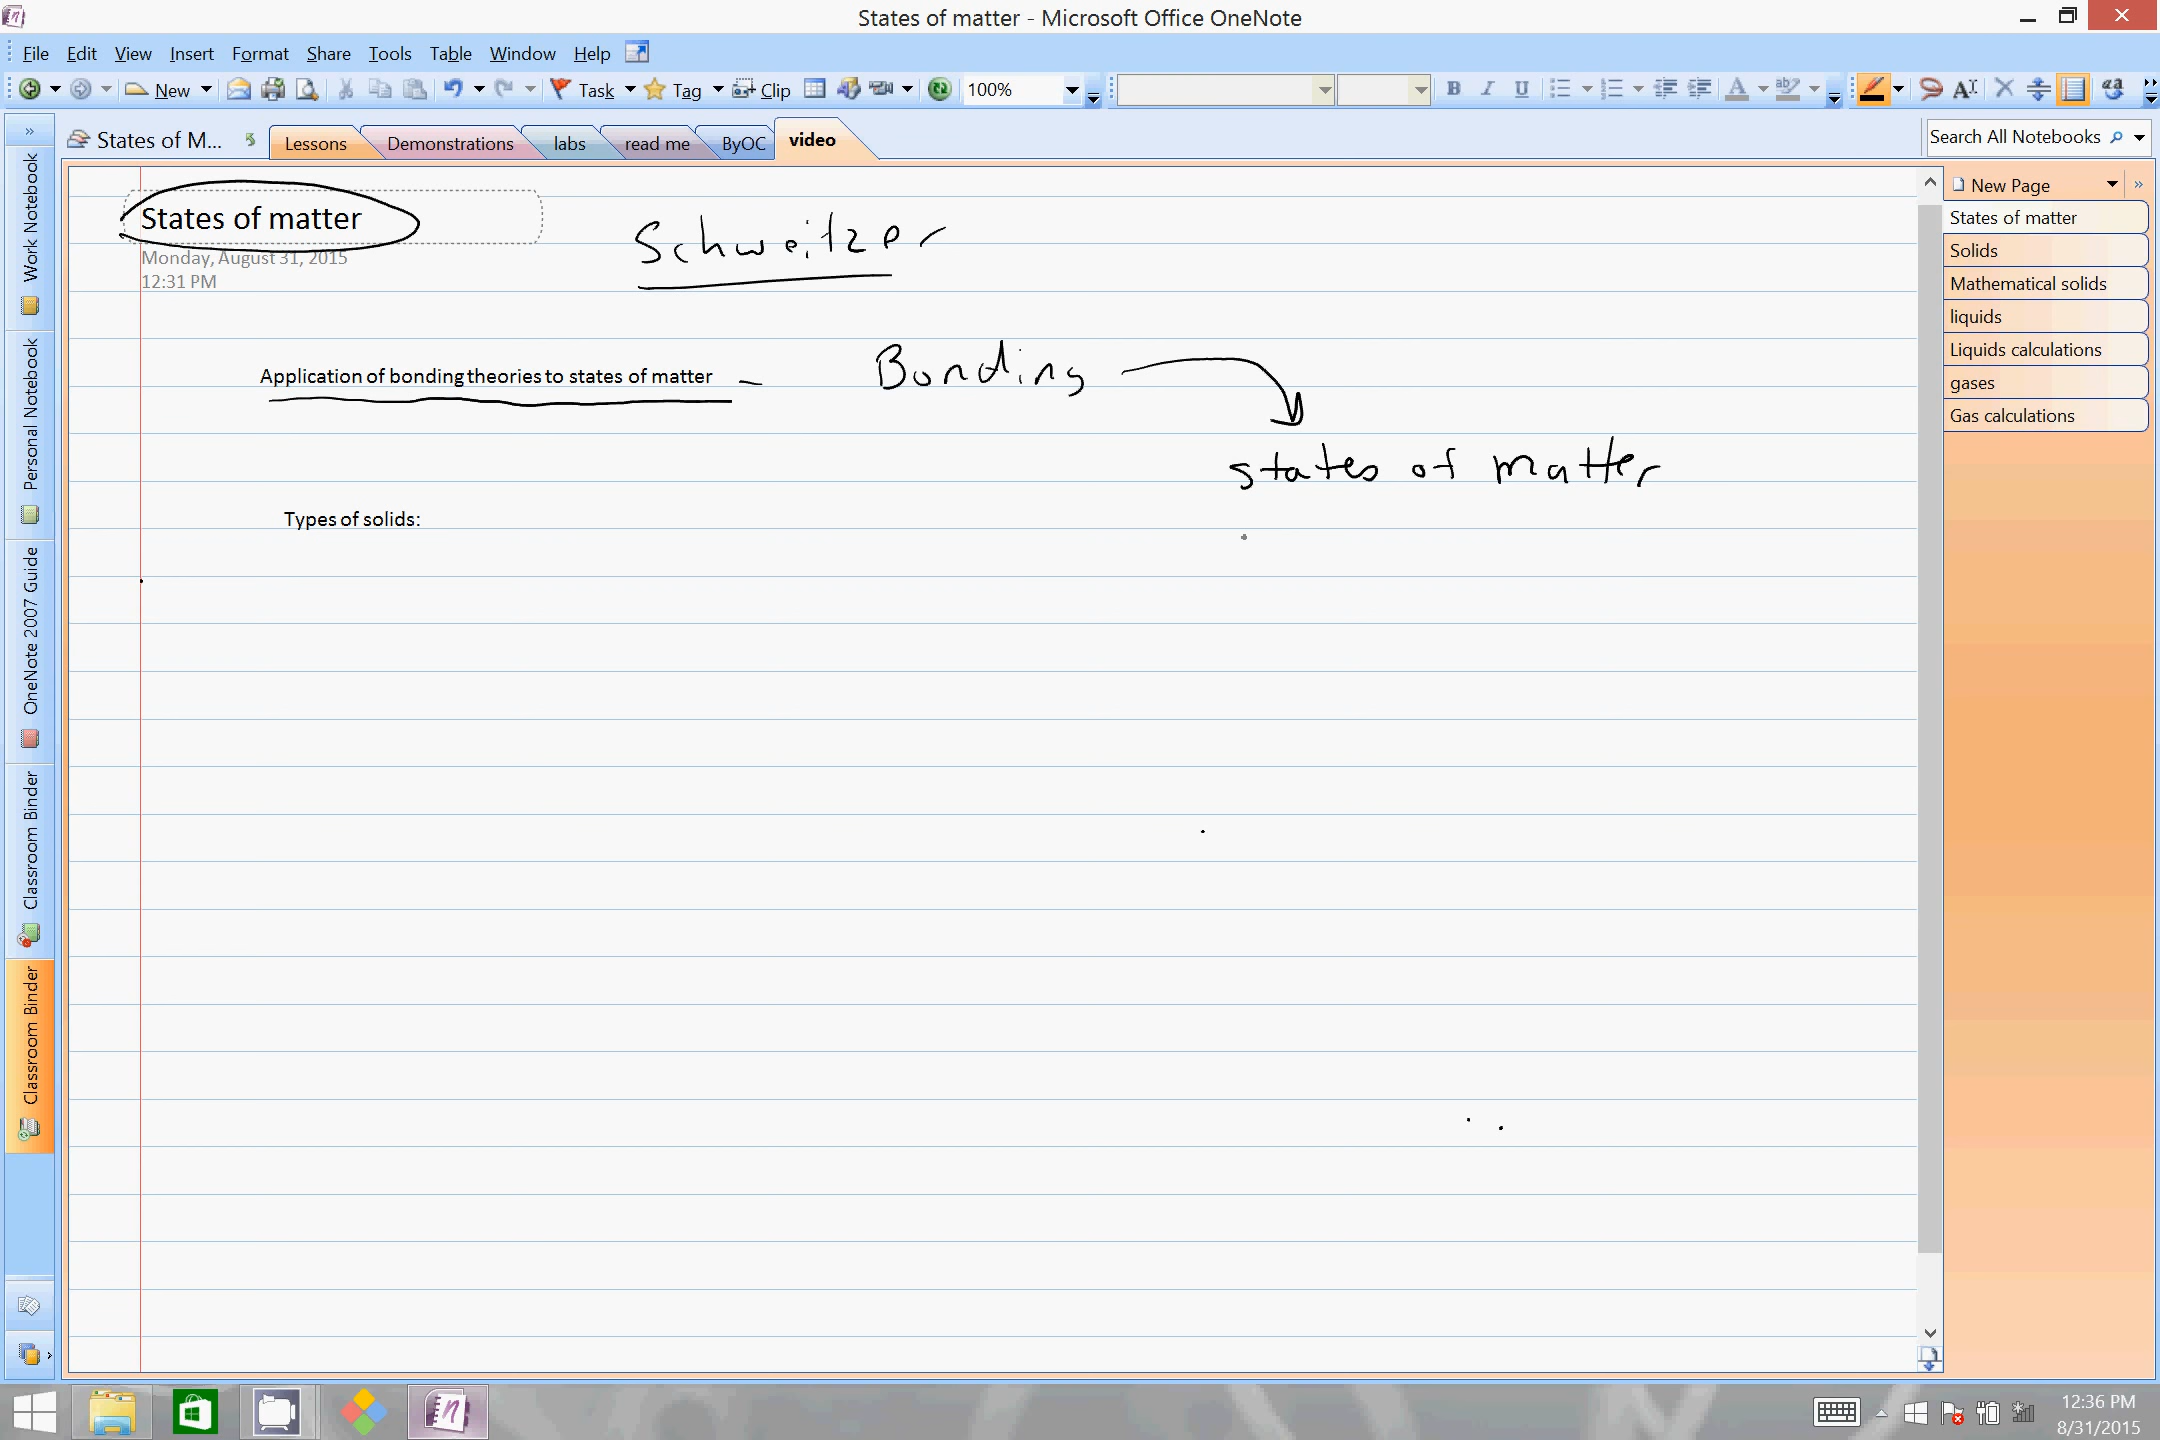 States of matter - Microsoft Office OneNote
File Edit View Insert Format Share Tools Table Window Help
New Task Tag Clip 100% B I U A ab A
States of M... Lessons Demonstrations labs read me ByOC video Search All Notebooks
Work Notebook
Personal Notebook
OneNote 2007 Guide
Classroom Binder
Classroom Binder
States of matter
Monday, August 31, 2015
12:31 PM
Schweitzer
Application of bonding theories to states of matter
Bonding
states of matter
Types of solids:
New Page
States of matter
Solids
Mathematical solids
liquids
Liquids calculations
gases
Gas calculations
12:36 PM
8/31/2015